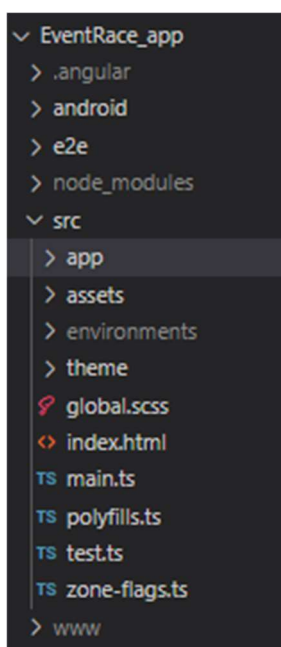 EventRace_app
.angular
android
e2e
node_modules
src
app
assets
environments
theme
global.scss
<> index.html
TS main.ts
TS polyfills.ts
TS test.ts
TS zone-flags.ts
www